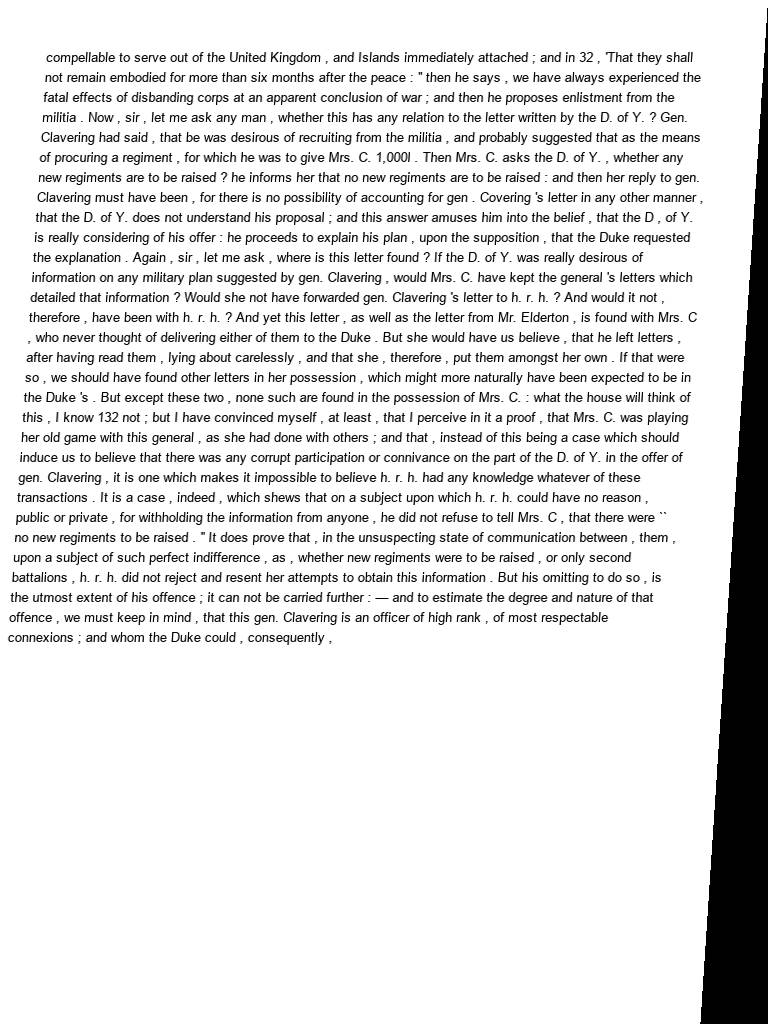 compellable to serve out of the United Kingdom , and Islands immediately attached ; and in 32 , 'That they shall
not remain embodied for more than six months after the peace : " then he says , we have always experienced the
fatal effects of disbanding corps at an apparent conclusion of war ; and then he proposes enlistment from the
militia . Now , sir , let me ask any man , whether this has any relation to the letter written by the D. of Y. ? Gen.
Clavering had said , that be was desirous of recruiting from the militia , and probably suggested that as the means
of procuring a regiment , for which he was to give Mrs. C. 1,000l . Then Mrs. C. asks the D. of Y. , whether any
new regiments are to be raised ? he informs her that no new regiments are to be raised : and then her reply to gen.
Clavering must have been , for there is no possibility of accounting for gen . Covering 's letter in any other manner ,
that the D. of Y. does not understand his proposal ; and this answer amuses him into the belief , that the D , of Y.
is really considering of his offer : he proceeds to explain his plan , upon the supposition , that the Duke requested
the explanation . Again , sir , let me ask , where is this letter found ? If the D. of Y. was really desirous of
information on any military plan suggested by gen. Clavering , would Mrs. C. have kept the general 's letters which
detailed that information ? Would she not have forwarded gen. Clavering 's letter to h. r. h. ? And would it not ,
therefore , have been with h. r. h. ? And yet this letter , as well as the letter from Mr. Elderton , is found with Mrs. C
, who never thought of delivering either of them to the Duke . But she would have us believe , that he left letters ,
after having read them , lying about carelessly , and that she , therefore , put them amongst her own . If that were
so , we should have found other letters in her possession , which might more naturally have been expected to be in
the Duke 's . But except these two , none such are found in the possession of Mrs. C. : what the house will think of
this , I know 132 not ; but I have convinced myself , at least , that I perceive in it a proof , that Mrs. C. was playing
her old game with this general , as she had done with others ; and that , instead of this being a case which should
induce us to believe that there was any corrupt participation or connivance on the part of the D. of Y. in the offer of
gen. Clavering , it is one which makes it impossible to believe h. r. h. had any knowledge whatever of these
transactions . It is a case , indeed , which shews that on a subject upon which h. r. h. could have no reason ,
public or private , for withholding the information from anyone , he did not refuse to tell Mrs. C , that there were ``
no new regiments to be raised . " It does prove that , in the unsuspecting state of communication between , them ,
upon a subject of such perfect indifference , as , whether new regiments were to be raised , or only second
battalions , h. r. h. did not reject and resent her attempts to obtain this information . But his omitting to do so , is
the utmost extent of his offence ; it can not be carried further : — and to estimate the degree and nature of that
offence , we must keep in mind , that this gen. Clavering is an officer of high rank , of most respectable
connexions ; and whom the Duke could , consequently ,